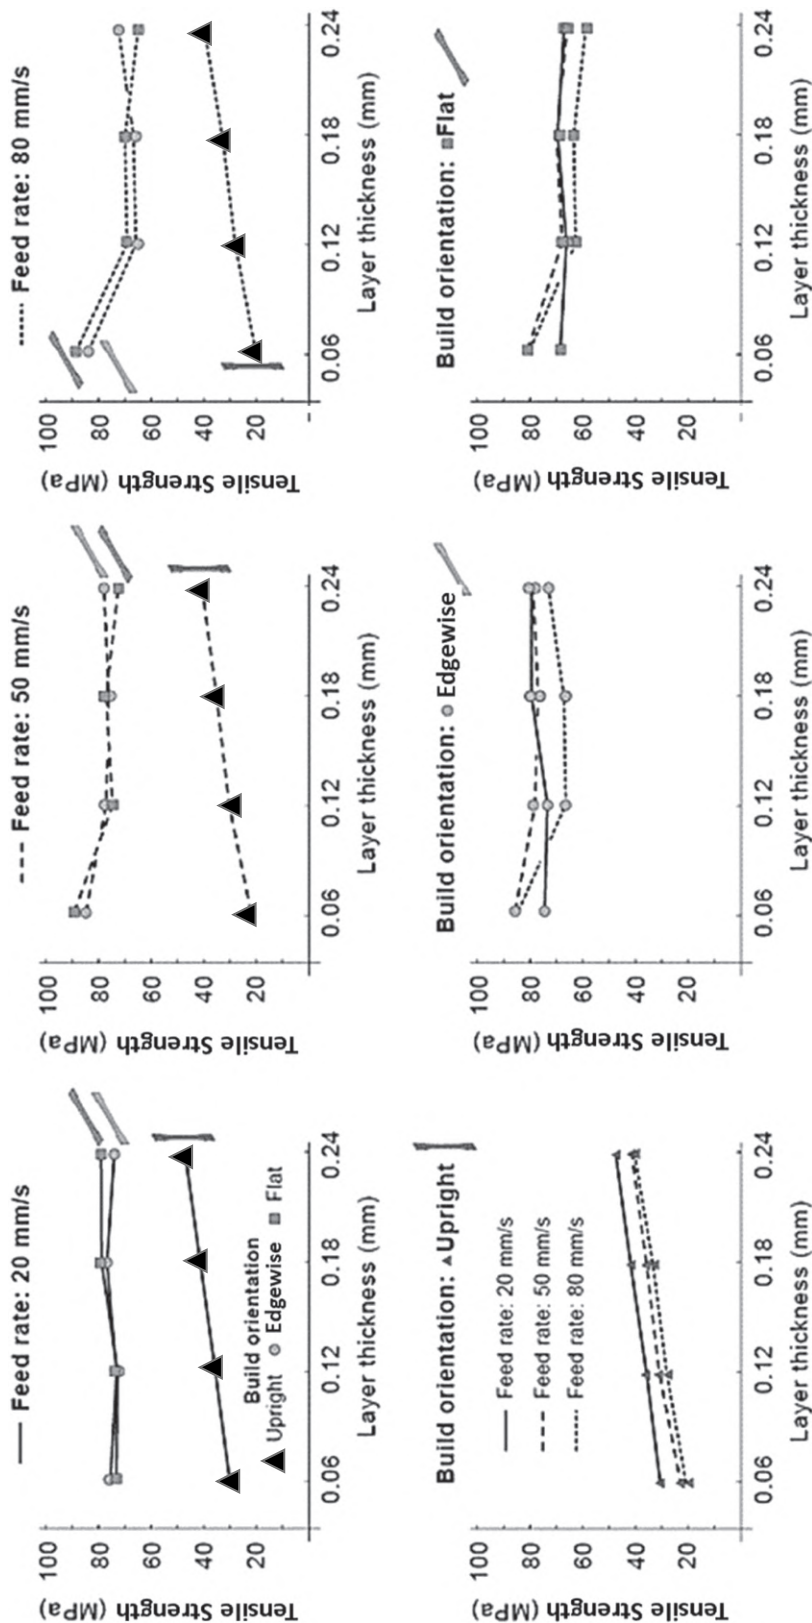 Feed rate: 20 mm/s
Tensile Strength (MPa)
100
80
60
40
20
Build orientation
Upright Edgewise Flat
0.06 0.12 0.18 0.24
Layer thickness (mm)
Feed rate: 50 mm/s
Tensile Strength (MPa)
100
80
60
40
20
0.06 0.12 0.18 0.24
Layer thickness (mm)
Feed rate: 80 mm/s
Tensile Strength (MPa)
100
80
60
40
20
0.06 0.12 0.18 0.24
Layer thickness (mm)
Build orientation: Upright
Tensile Strength (MPa)
100
80
60
40
20
Feed rate: 20 mm/s
Feed rate: 50 mm/s
Feed rate: 80 mm/s
0.06 0.12 0.18 0.24
Layer thickness (mm)
Build orientation: Edgewise
Tensile Strength (MPa)
100
80
60
40
20
0.06 0.12 0.18 0.24
Layer thickness (mm)
Build orientation: Flat
Tensile Strength (MPa)
100
80
60
40
20
0.06 0.12 0.18 0.24
Layer thickness (mm)